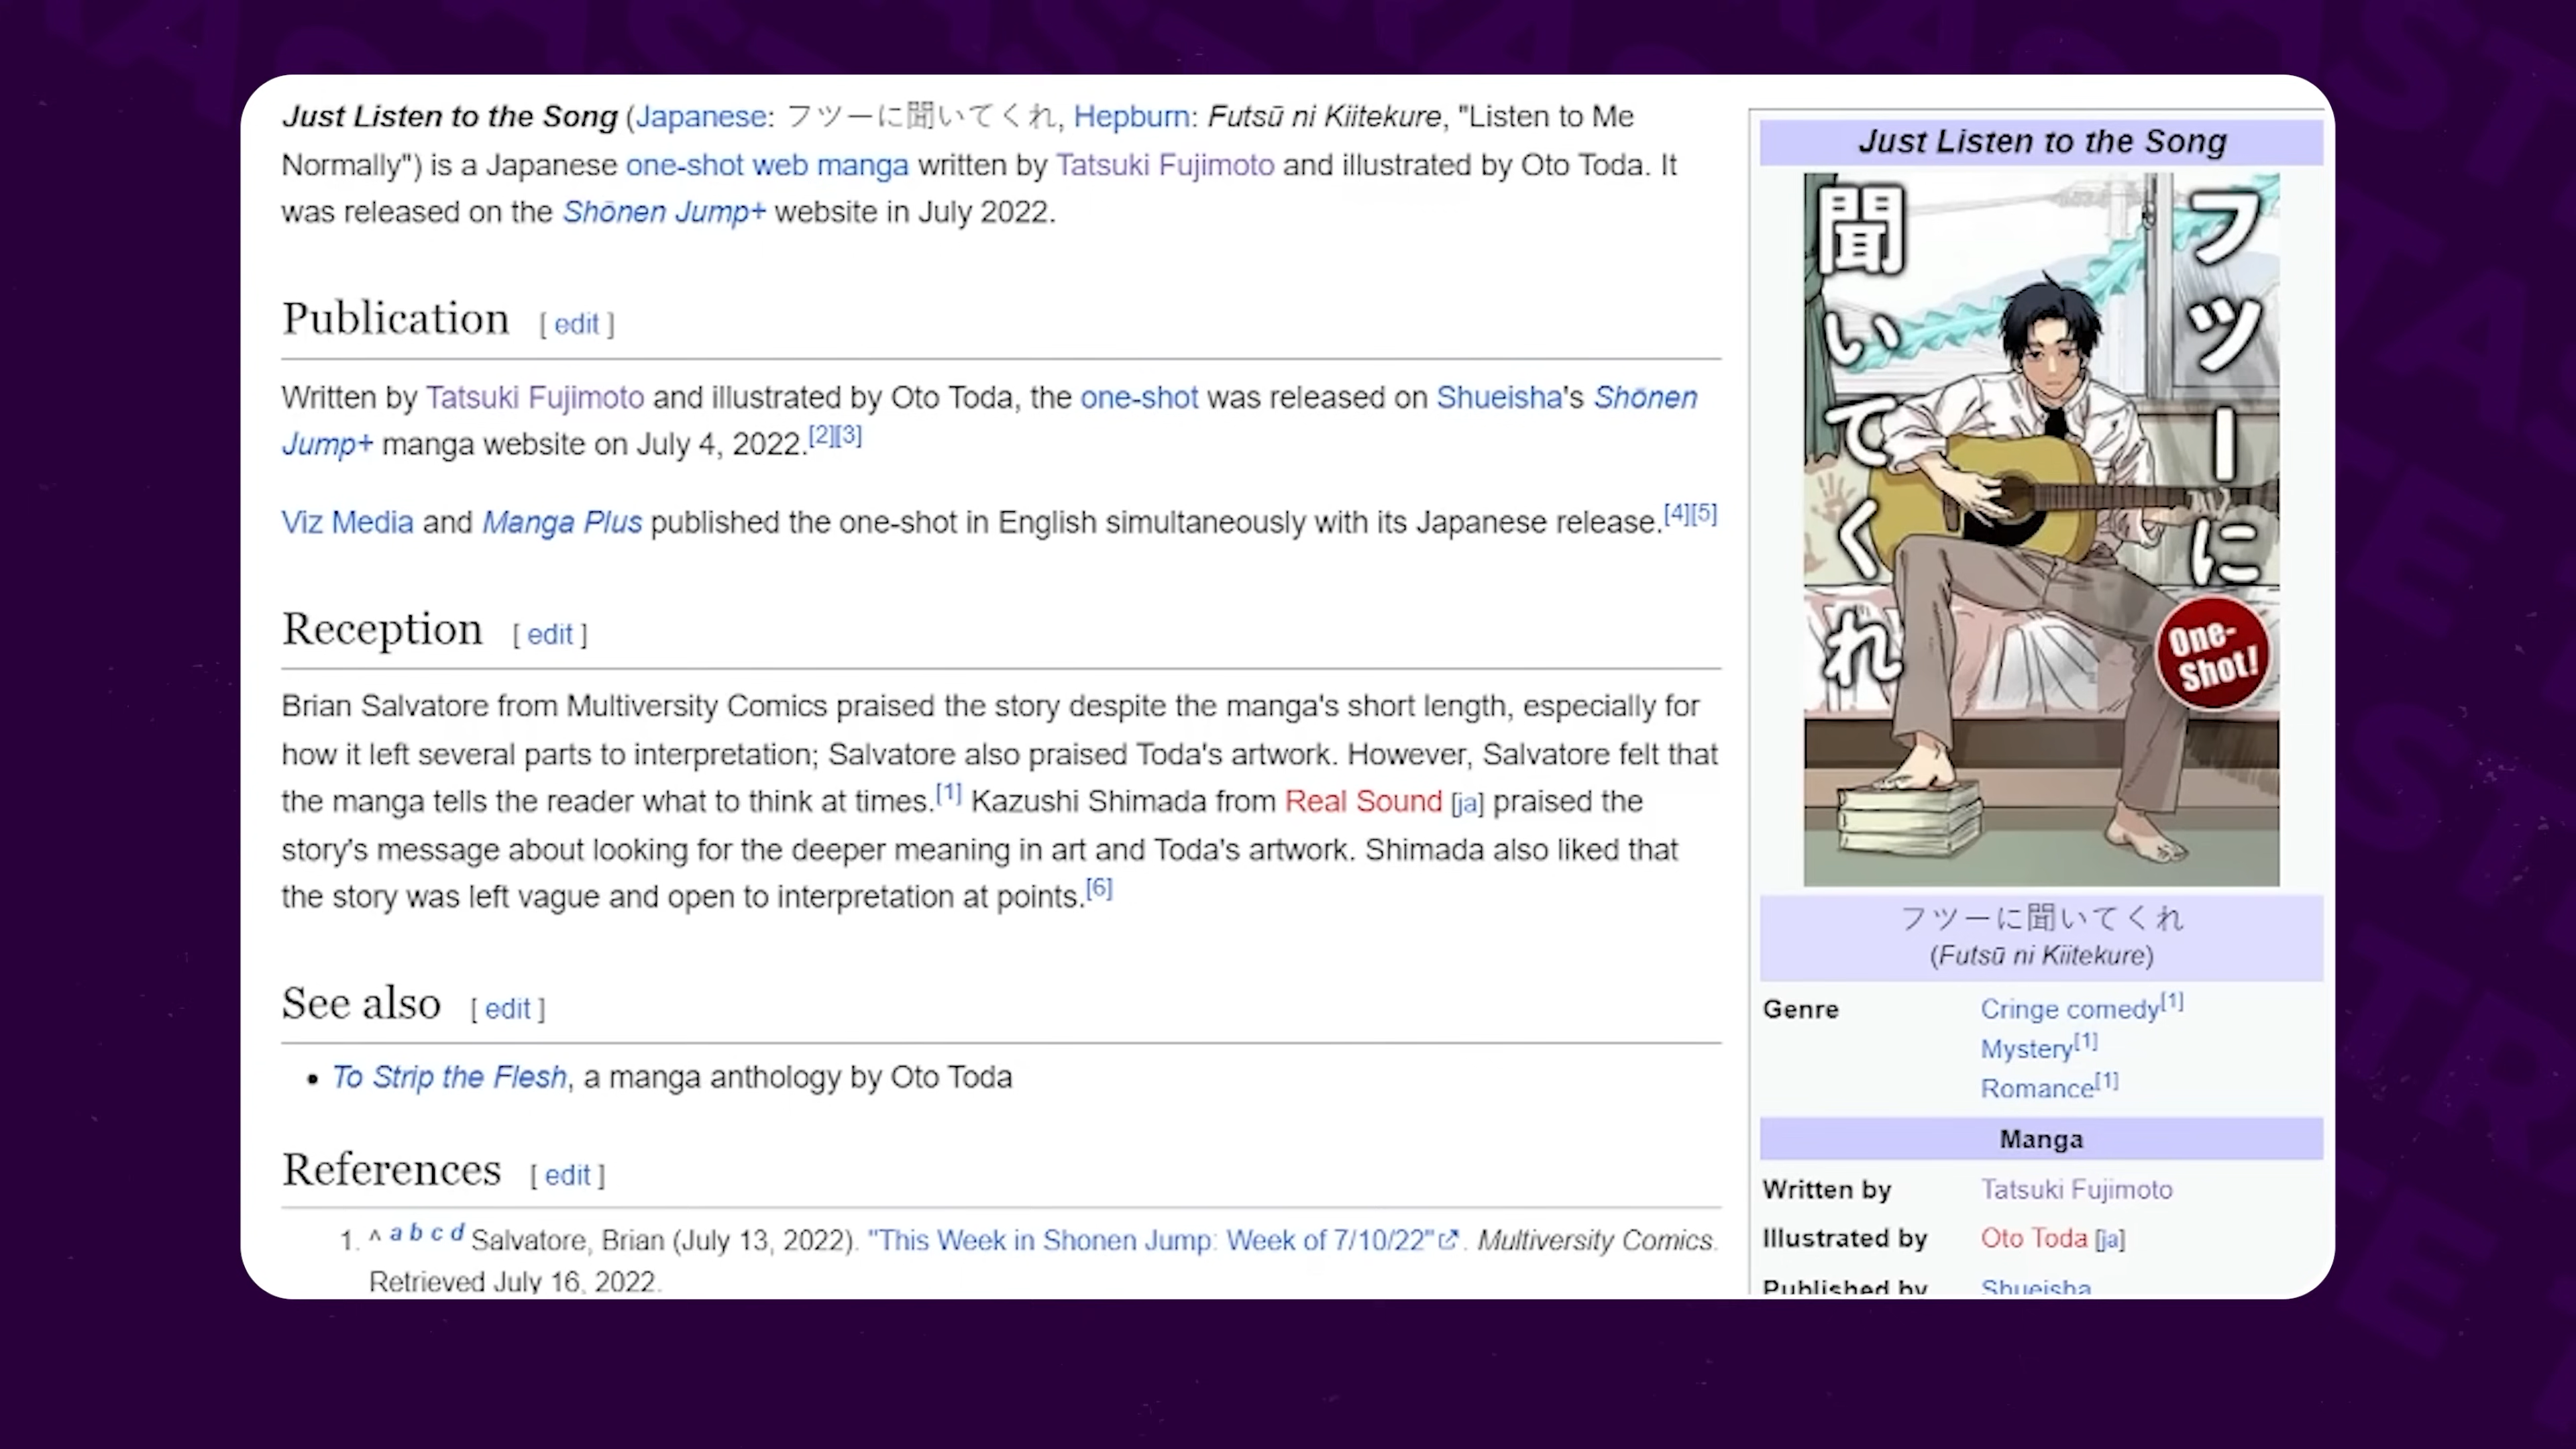 Just Listen to the Song (Japanese: フツーに聞いてくれ, Hepburn: Futsū ni Kiitekure, "Listen to Me
Normally") is a Japanese one-shot web manga written by Tatsuki Fujimoto and illustrated by Oto Toda. It
was released on the Shōnen Jump+ website in July 2022.
Publication [ edit ]
Written by Tatsuki Fujimoto and illustrated by Oto Toda, the one-shot was released on Shueisha's Shōnen
Jump+ manga website on July 4, 2022.[2][3]
Viz Media and Manga Plus published the one-shot in English simultaneously with its Japanese release.[4][5]
Reception [ edit ]
Brian Salvatore from Multiversity Comics praised the story despite the manga's short length, especially for
how it left several parts to interpretation; Salvatore also praised Toda's artwork. However, Salvatore felt that
the manga tells the reader what to think at times.[1] Kazushi Shimada from Real Sound [ja] praised the
story's message about looking for the deeper meaning in art and Toda's artwork. Shimada also liked that
the story was left vague and open to interpretation at points.[6]
See also [ edit ]
• To Strip the Flesh, a manga anthology by Oto Toda
References [ edit ]
1. ^ a b c d Salvatore, Brian (July 13, 2022). "This Week in Shonen Jump: Week of 7/10/22". Multiversity Comics.
Retrieved July 16, 2022.
Just Listen to the Song
フツーに
聞いてくれ
One-
Shot!
フツーに聞いてくれ
(Futsū ni Kiitekure)
Genre Cringe comedy[1]
Mystery[1]
Romance[1]
Manga
Written by Tatsuki Fujimoto
Illustrated by Oto Toda [ja]
Published by Shueisha